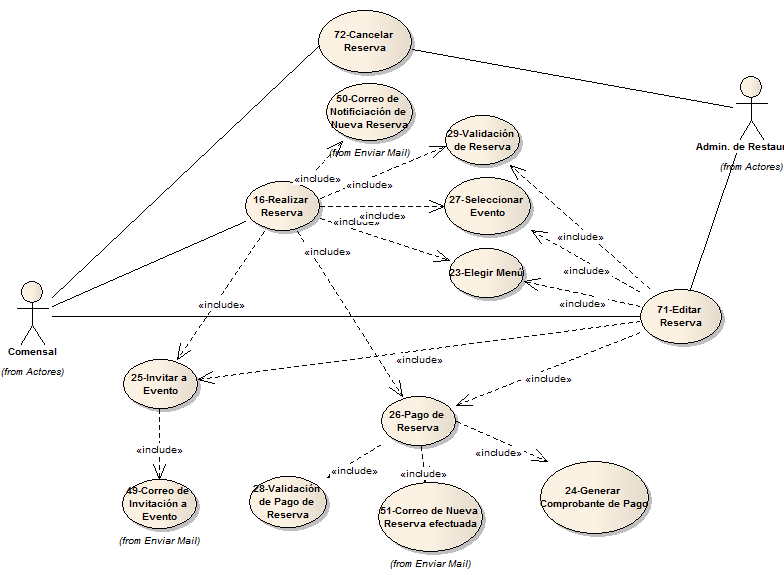 72-Cancelar
Reserva
50-Correo de
Notificiación de
Nueva Reserva
(from Enviar Mail)
29-Validación
de Reserva
Admin. de Restaur
(from Actores)
«include»
«include»
16-Realizar
Reserva
27-Seleccionar
Evento
«include»
«include»
«include»
«include»
23-Elegir Menú
«include»
«include»
«include»
71-Editar
Reserva
Comensal
(from Actores)
«include»
«include»
25-Invitar a
Evento
«include»
26-Pago de
Reserva
«include»
«include»
«include»
«include»
49-Correo de
Invitación a
Evento
(from Enviar Mail)
28-Validación
de Pago de
Reserva
51-Correo de Nueva
Reserva efectuada
(from Enviar Mail)
24-Generar
Comprobante de Pago